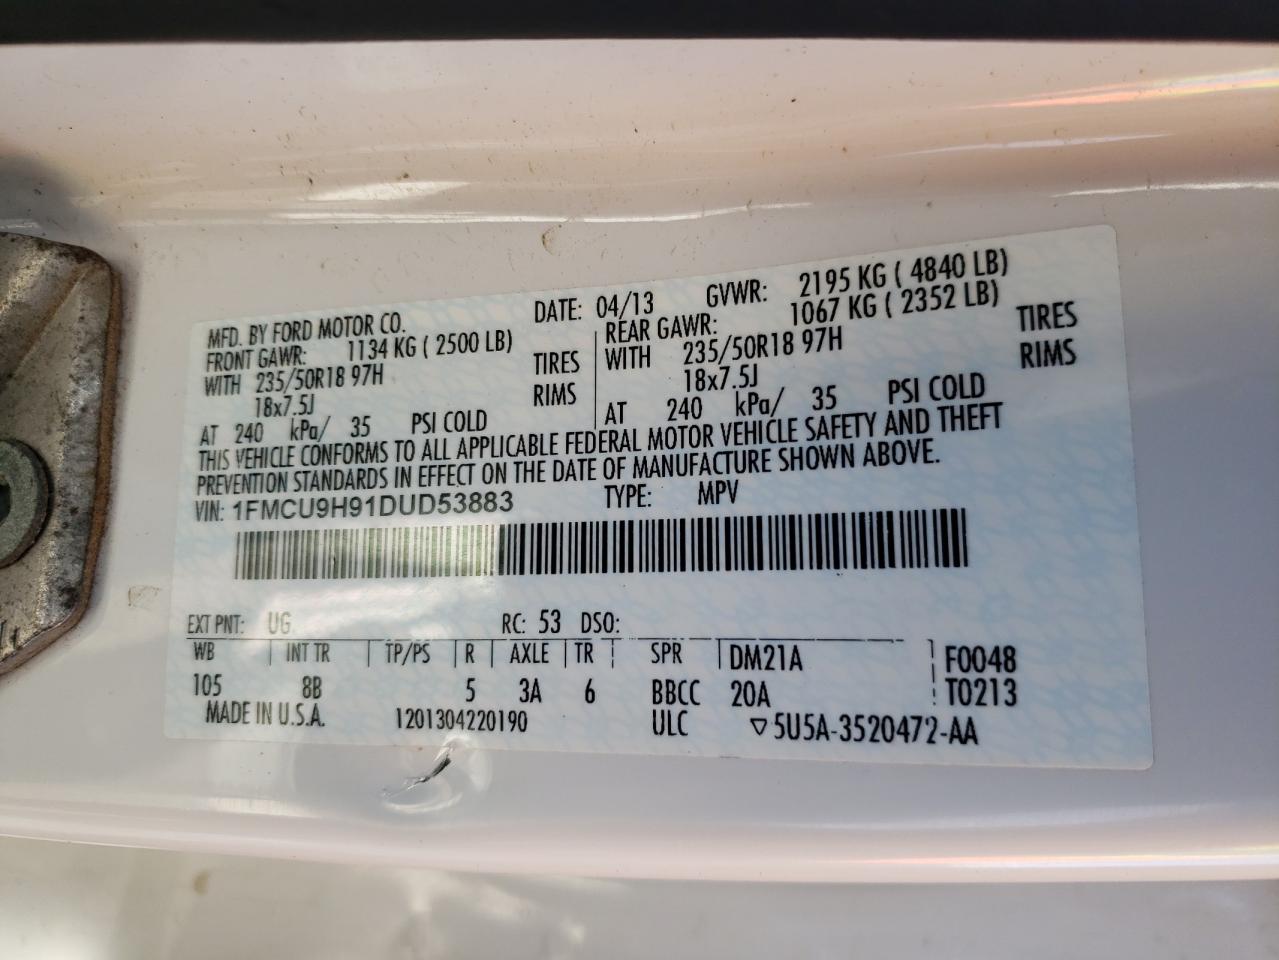 MFD. BY FORD MOTOR CO. DATE: 04/13 GVWR: 2195 KG ( 4840 LB)
FRONT GAWR: 1134 KG ( 2500 LB) REAR GAWR: 1067 KG ( 2352 LB)
WITH 235/50R18 97H TIRES WITH 235/50R18 97H TIRES
18x7.5J RIMS 18x7.5J RIMS
AT 240 kPa/ 35 PSI COLD AT 240 kPa/ 35 PSI COLD
THIS VEHICLE CONFORMS TO ALL APPLICABLE FEDERAL MOTOR VEHICLE SAFETY AND THEFT
PREVENTION STANDARDS IN EFFECT ON THE DATE OF MANUFACTURE SHOWN ABOVE.
VIN: 1FMCU9H91DUD53883 TYPE: MPV
EXT PNT: UG RC: 53 DSO:
WB INT TR TP/PS R AXLE TR SPR DM21A F0048
105 8B 5 3A 6 BBCC 20A T0213
MADE IN U.S.A. 1201304220190 ULC ▽5U5A-3520472-AA